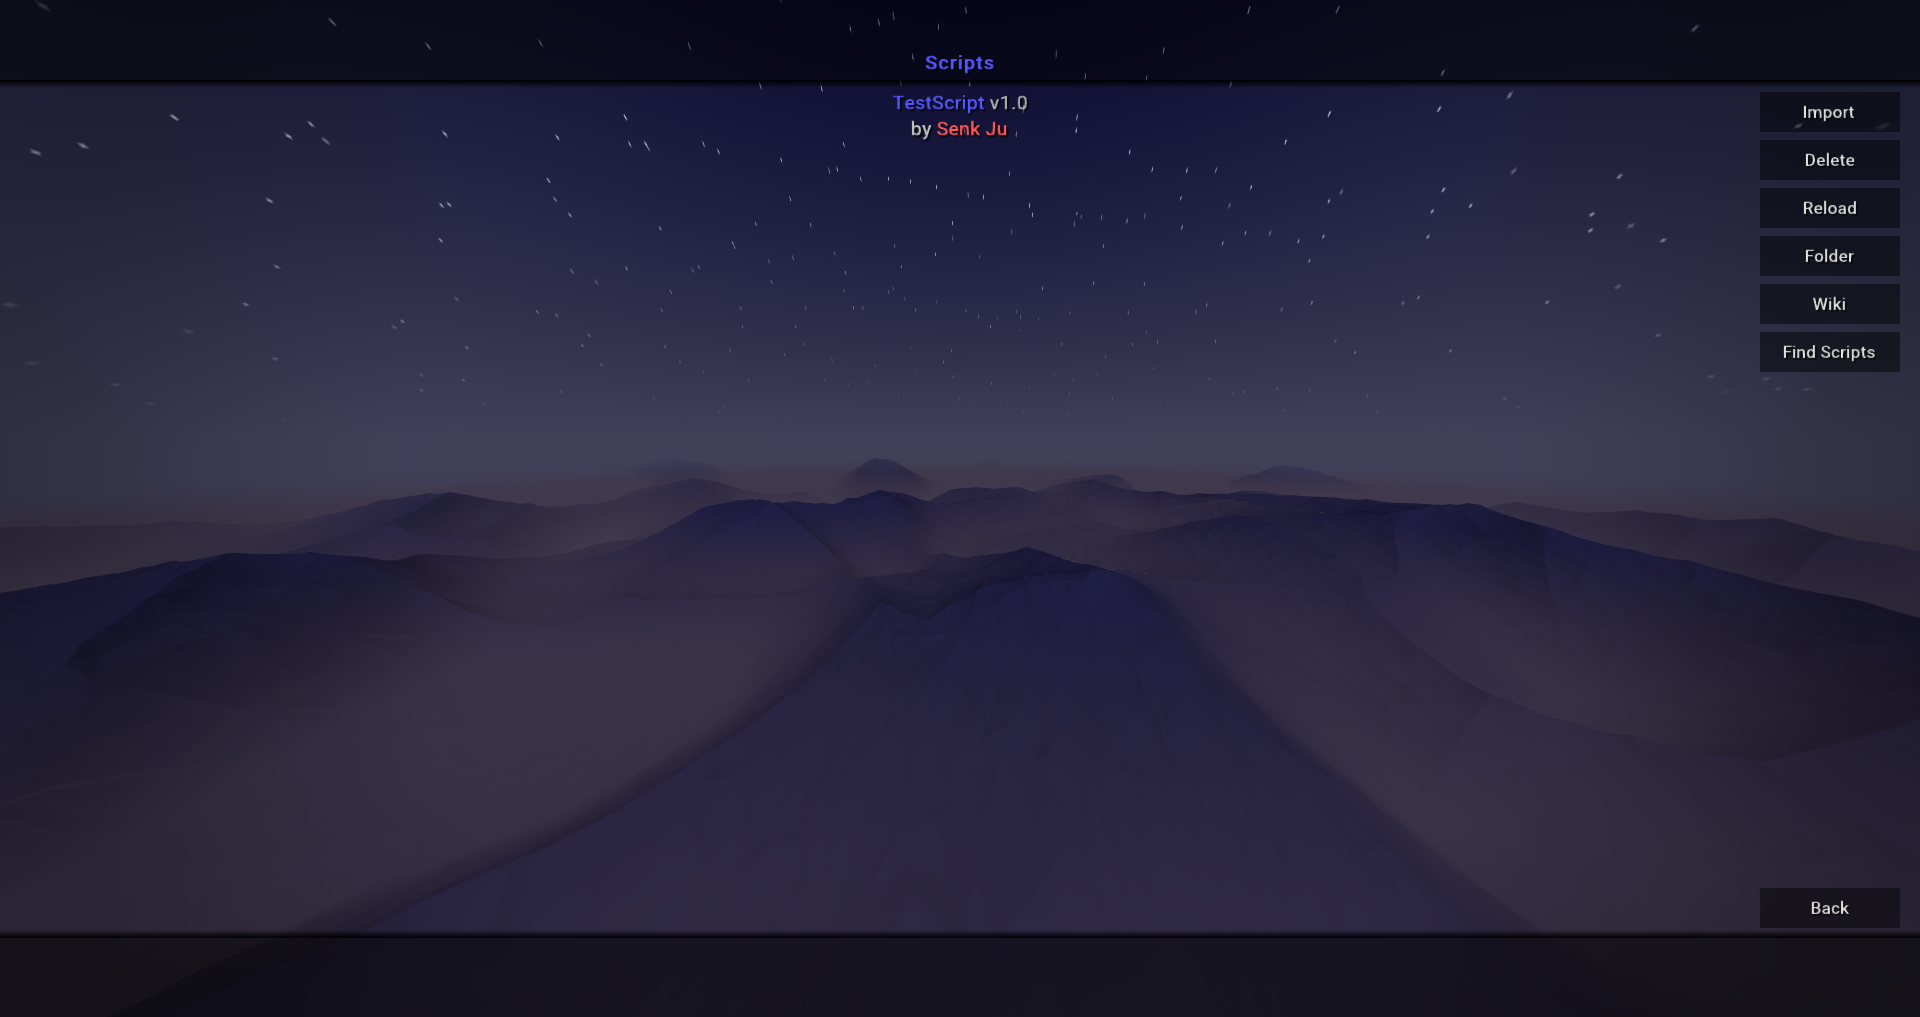 Scripts
TestScript v1.0
by Senk Ju
Import
Delete
Reload
Folder
Wiki
Find Scripts
Back